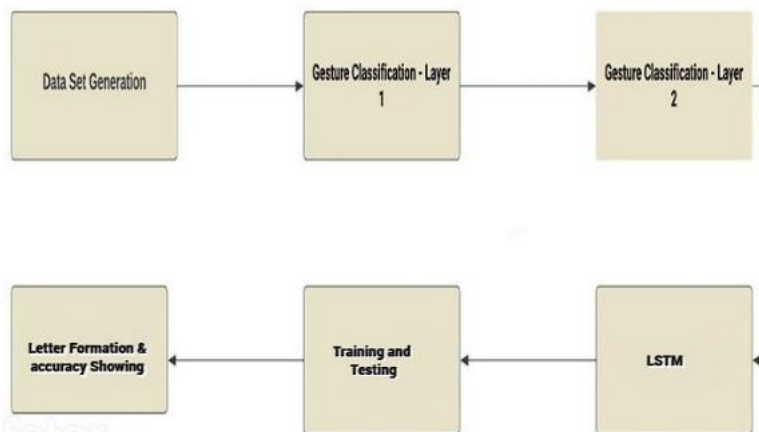 Data Set Generation
Gesture Classification - Layer
1
Gesture Classification - Layer
2
Letter Formation &
accuracy Showing
Training and
Testing
LSTM